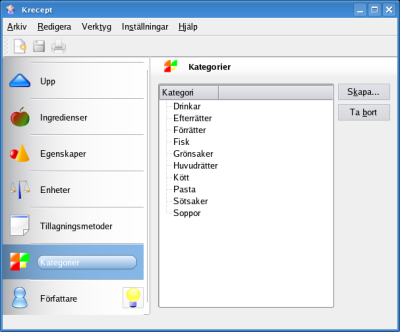 Krecept
Arkiv Redigera Verktyg Inställningar Hjälp
Upp
Ingredienser
Egenskaper
Enheter
Tillagningsmetoder
Kategorier
Författare
Kategorier
Kategori
Drinkar
Efterrätter
Förrätter
Fisk
Grönsaker
Huvudrätter
Kött
Pasta
Sötsaker
Soppor
Skapa...
Ta bort